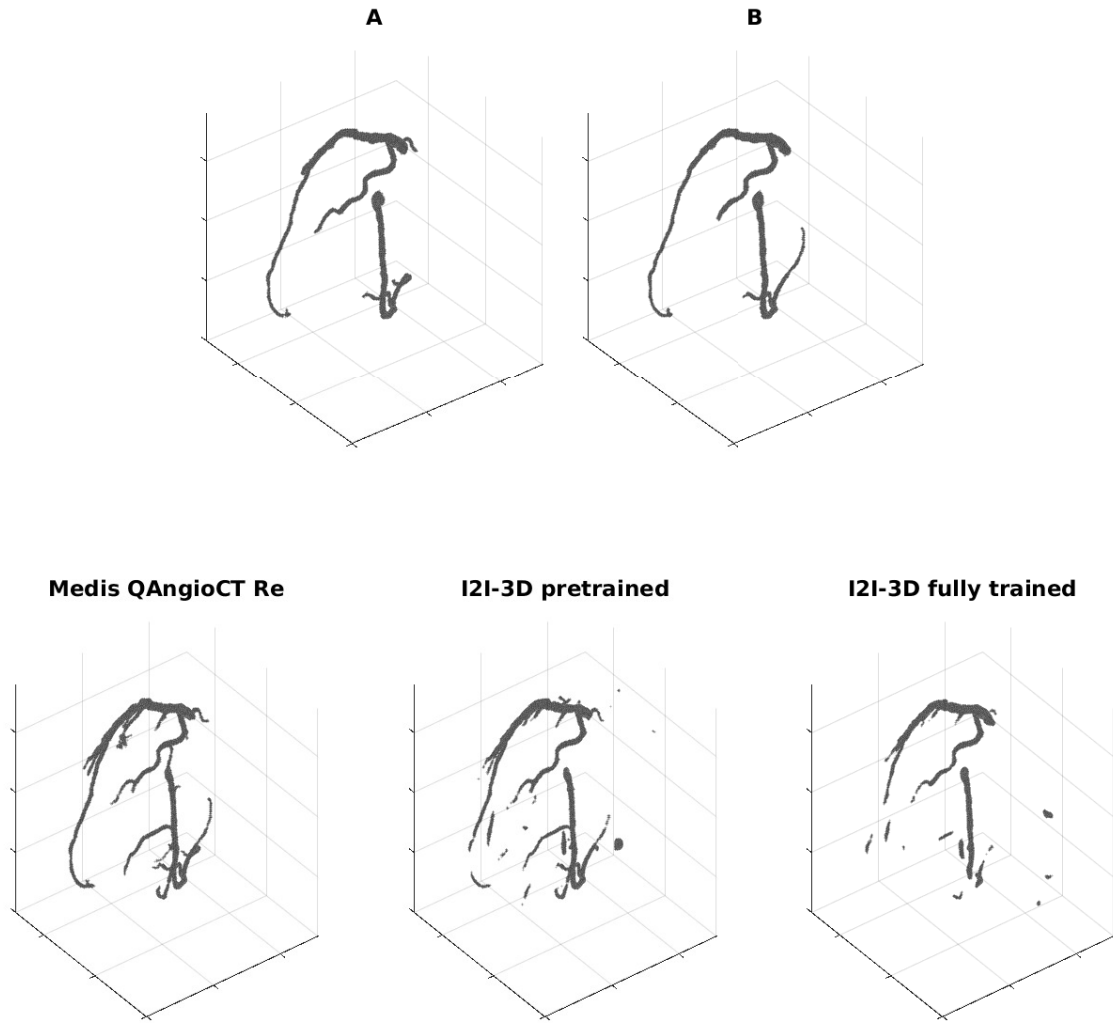 A
B
Medis QAngioCT Re
I2I-3D pretrained
I2I-3D fully trained